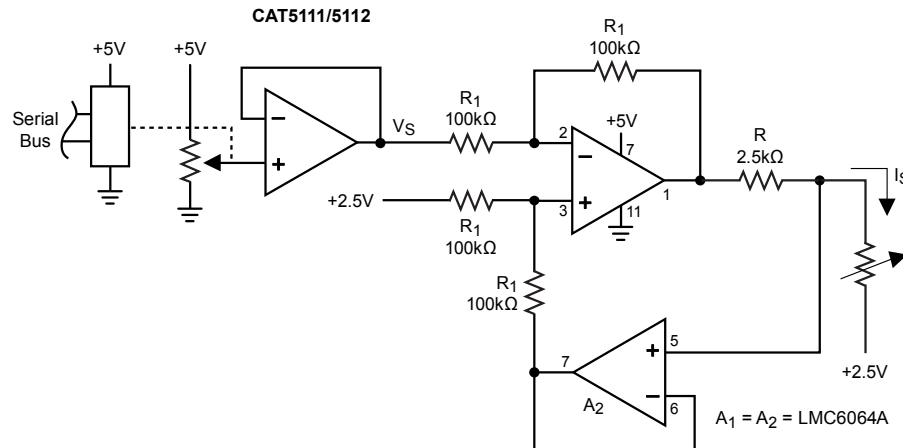 CAT5111/5112
+5V
+5V
Serial
Bus
VS
R1
100kΩ
R1
100kΩ
+5V
2
7
3
11
1
R
2.5kΩ
IS
+2.5V
R1
100kΩ
R1
100kΩ
5
7
6
A2
+2.5V
A1 = A2 = LMC6064A